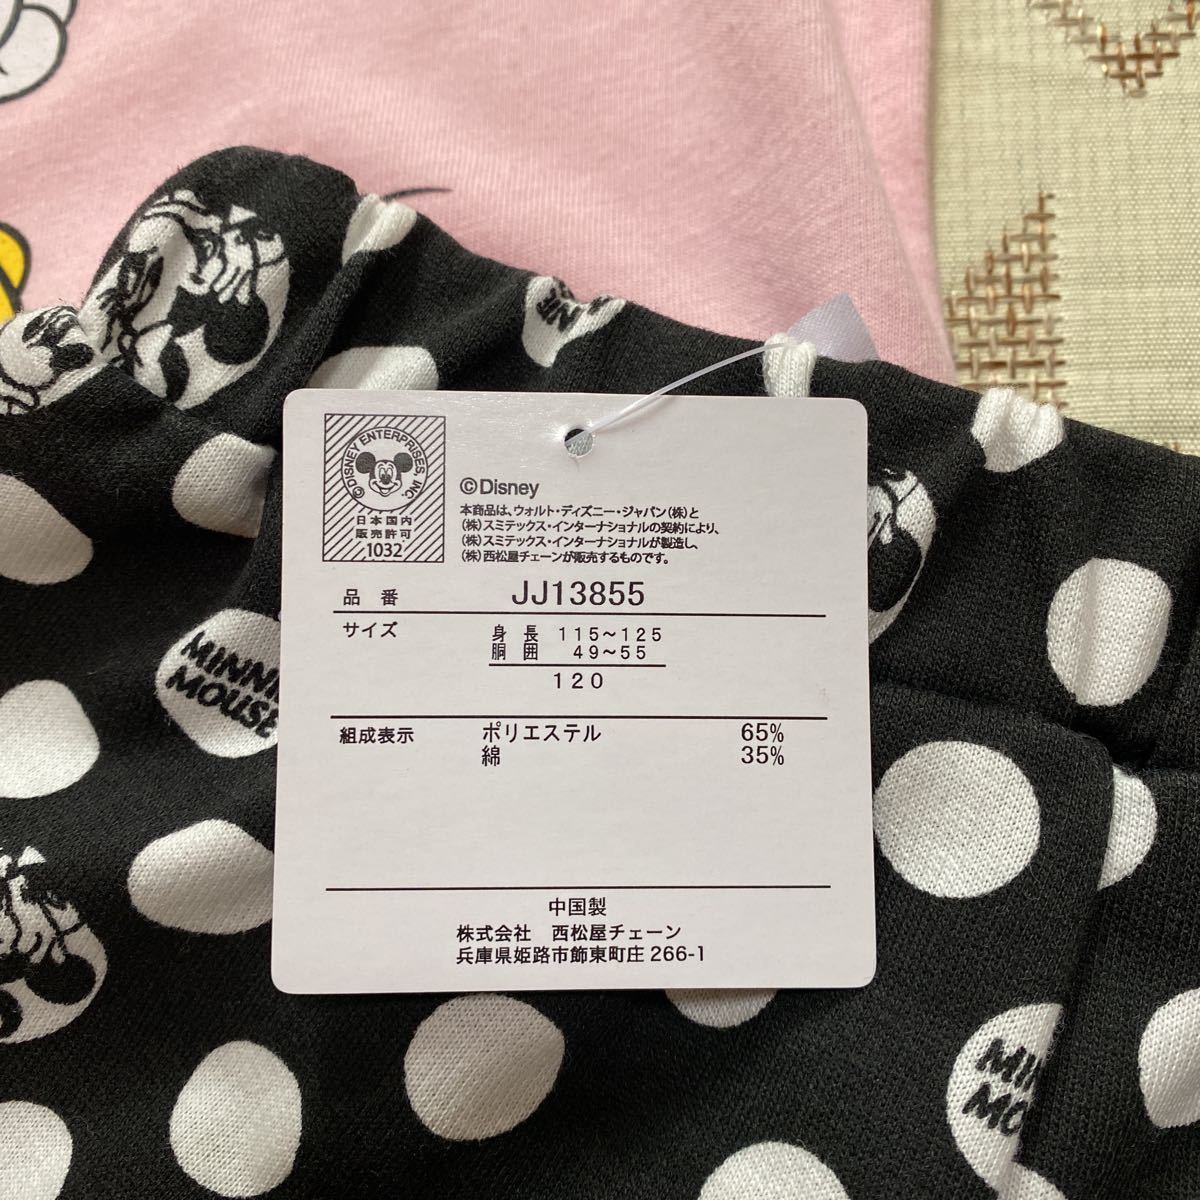 ©DISNEY ENTERPRISES, INC.
日本国内
販売許可
1032
©Disney
本商品は、ウォルト・ディズニー・ジャパン(株)と
(株)スミテックス・インターナショナルの契約により、
(株)スミテックス・インターナショナルが製造し、
(株)西松屋チェーンが販売するものです。
品番 JJ13855
サイズ 身長 115~125
胴囲 49~55
120
組成表示 ポリエステル 65%
綿 35%
中国製
株式会社 西松屋チェーン
兵庫県姫路市飾東町庄266-1
MINNIE
MOUSE
MIN
MO